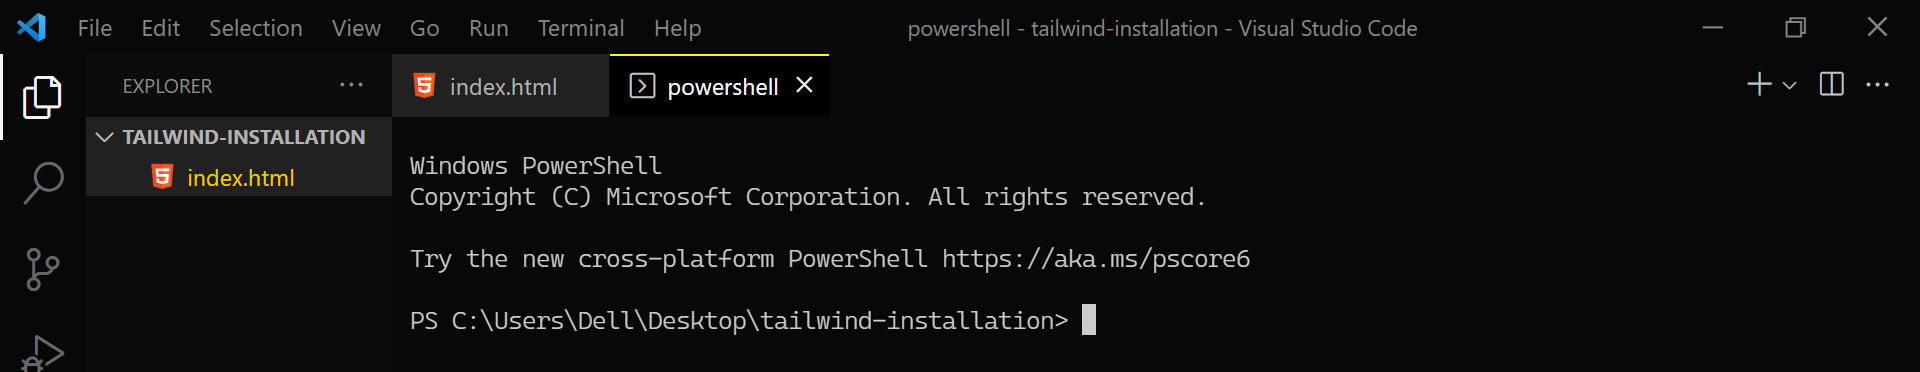 File Edit Selection View Go Run Terminal Help powershell - tailwind-installation - Visual Studio Code
EXPLORER
index.html
powershell
TAILWIND-INSTALLATION
index.html
Windows PowerShell
Copyright (C) Microsoft Corporation. All rights reserved.
Try the new cross-platform PowerShell https://aka.ms/pscore6
PS C:\Users\Dell\Desktop\tailwind-installation>